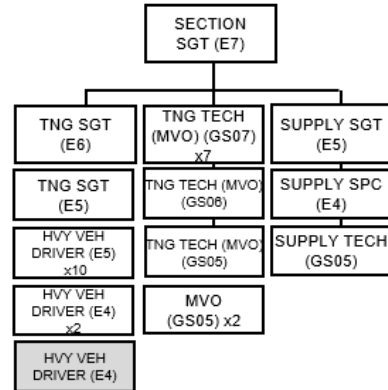 SECTION
SGT (E7)
TNG SGT
(E6)
TNG SGT
(E5)
HVY VEH
DRIVER (E5)
x10
HVY VEH
DRIVER (E4)
x2
HVY VEH
DRIVER (E4)
TNG TECH
(MVO) (GS07)
x7
TNG TECH (MVO)
(GS06)
TNG TECH (MVO)
(GS05)
MVO
(GS05) x2
SUPPLY SGT
(E5)
SUPPLY SPC
(E4)
SUPPLY TECH
(GS05)